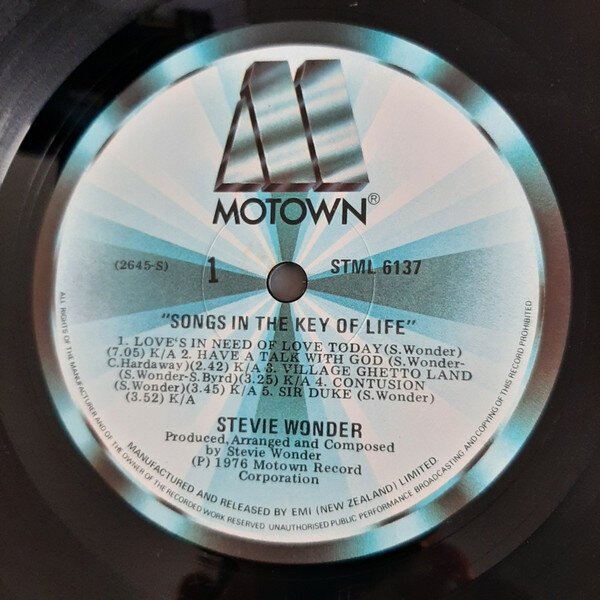 MOTOWN®
(2645-S) 1 STML 6137
"SONGS IN THE KEY OF LIFE"
1. LOVE'S IN NEED OF LOVE TODAY (S. Wonder)
(7.05) K/A 2. HAVE A TALK WITH GOD (S. Wonder-
C.Hardaway) (2.42) K/A 3. VILLAGE GHETTO LAND
(S. Wonder-S. Byrd) (3.25) K/A 4. CONTUSION
(S. Wonder) (3.45) K/A 5. SIR DUKE (S. Wonder)
(3.52) K/A
STEVIE WONDER
Produced, Arranged and Composed
by Stevie Wonder
(P) 1976 Motown Record
Corporation
MANUFACTURED AND RELEASED BY EMI (NEW ZEALAND) LIMITED.
ALL RIGHTS OF THE MANUFACTURER AND OF THE OWNER OF THE RECORDED WORK RESERVED UNAUTHORISED PUBLIC PERFORMANCE BROADCASTING AND COPYING OF THIS RECORD PROHIBITED